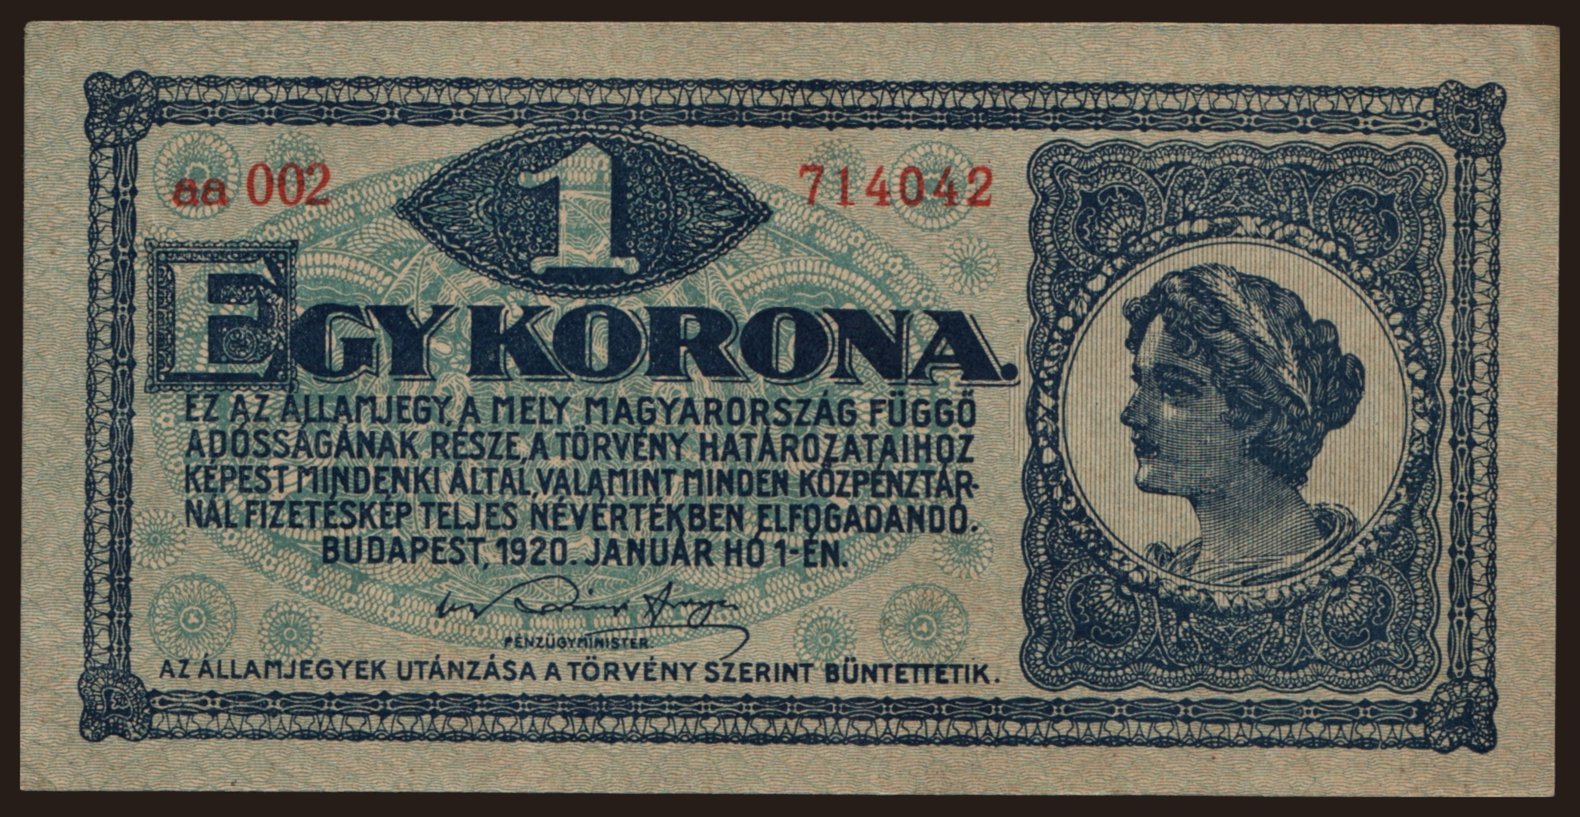 aa 002
1
714042
EGY KORONA.
EZ AZ ÁLLAMJEGY, A MELY MAGYARORSZÁG FÜGGŐ
ADÓSSÁGÁNAK RÉSZE, A TÖRVÉNY HATÁROZATAIHOZ
KÉPEST MINDENKI ÁLTAL, VALAMINT MINDEN KÖZPÉNZTÁR-
NÁL FIZETÉSKÉP TELJES NÉVÉRTÉKBEN ELFOGADANDÓ.
BUDAPEST, 1920. JANUÁR HÓ 1-ÉN.
PÉNZÜGYMINISTER.
AZ ÁLLAMJEGYEK UTÁNZÁSA A TÖRVÉNY SZERINT BÜNTETTETIK.